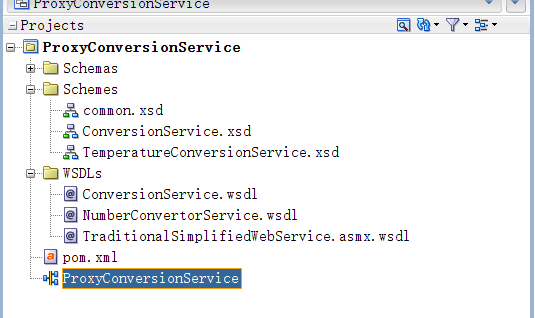 ProxyConversionService
Projects
ProxyConversionService
Schemas
Schemes
common.xsd
ConversionService.xsd
TemperatureConversionService.xsd
WSDLs
ConversionService.wsdl
NumberConvertorService.wsdl
TraditionalSimplifiedWebService.asmx.wsdl
pom.xml
ProxyConversionService